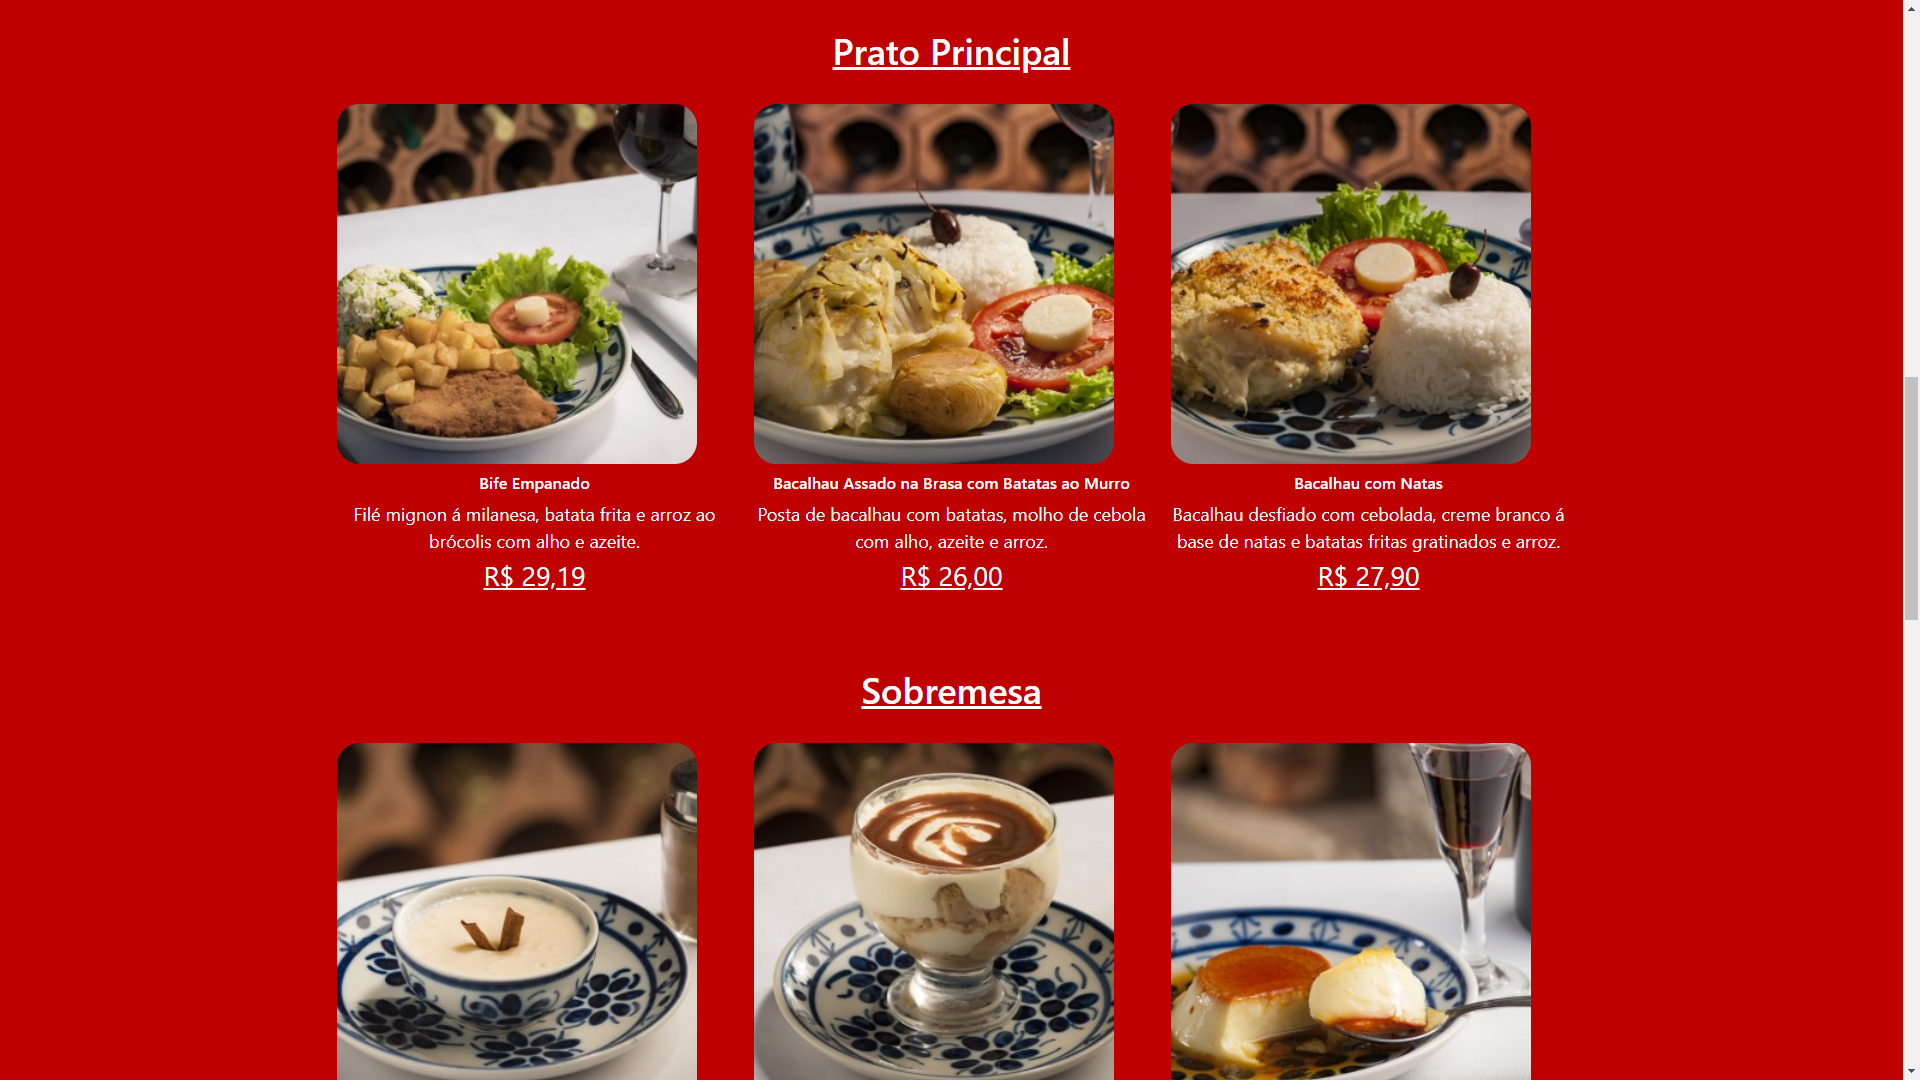 Prato Principal
Bife Empanado
Filé mignon á milanesa, batata frita e arroz ao
brócolis com alho e azeite.
R$ 29,19
Bacalhau Assado na Brasa com Batatas ao Murro
Posta de bacalhau com batatas, molho de cebola
com alho, azeite e arroz.
R$ 26,00
Bacalhau com Natas
Bacalhau desfiado com cebolada, creme branco á
base de natas e batatas fritas gratinados e arroz.
R$ 27,90
Sobremesa